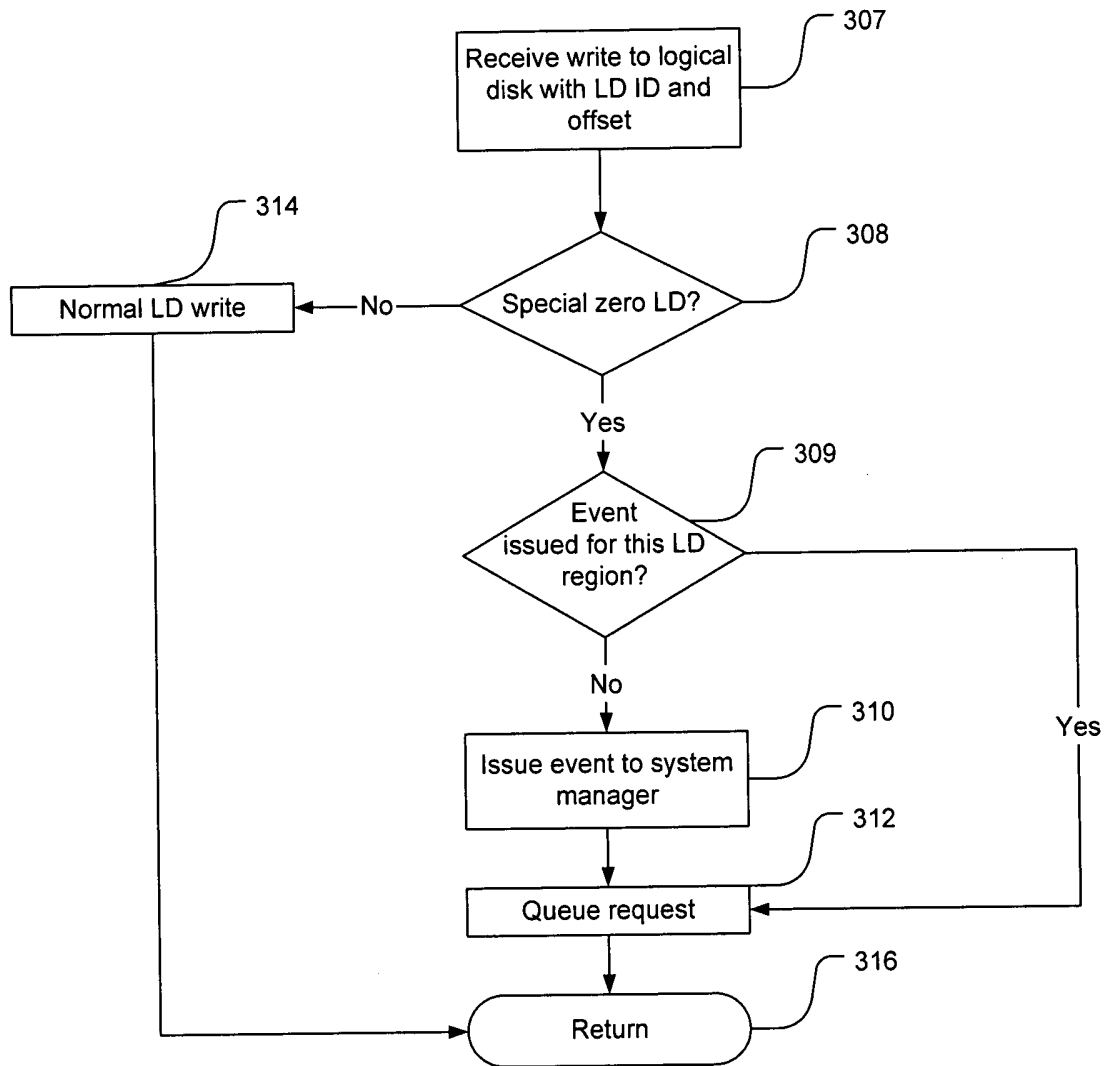 307
Receive write to logical
disk with LD ID and
offset
314
308
Normal LD write
No
Special zero LD?
Yes
309
Event
issued for this LD
region?
No
310
Yes
Issue event to system
manager
312
Queue request
316
Return